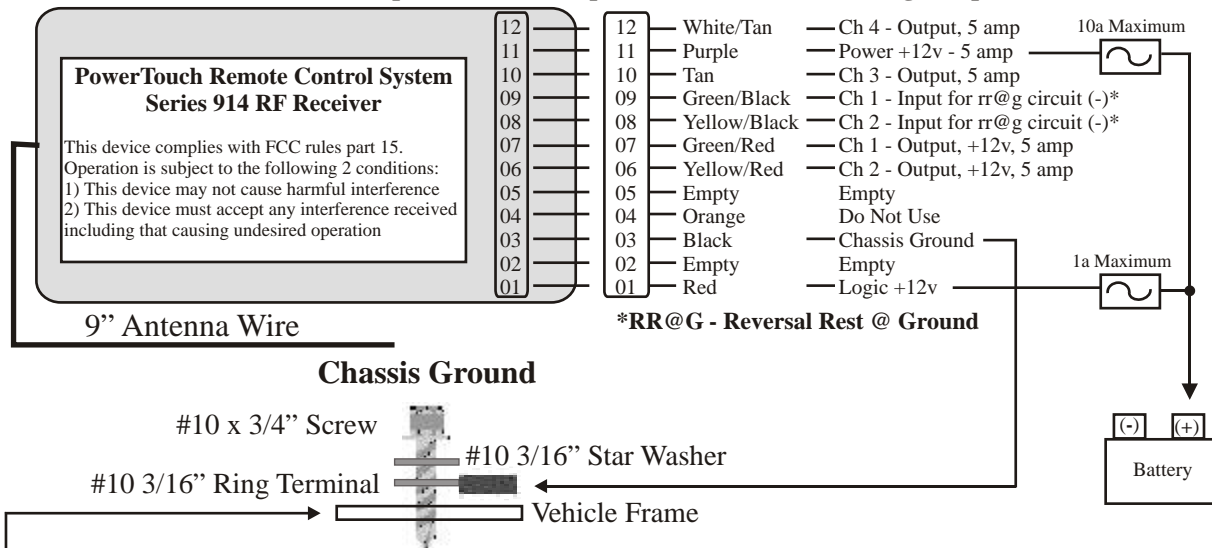 PowerTouch Remote Control System
Series 914 RF Receiver
This device complies with FCC rules part 15.
Operation is subject to the following 2 conditions:
1) This device may not cause harmful interference
2) This device must accept any interference received
including that causing undesired operation
12 12 White/Tan Ch 4 - Output, 5 amp
11 11 Purple Power +12v - 5 amp
10 10 Tan Ch 3 - Output, 5 amp
09 09 Green/Black Ch 1 - Input for rr@g circuit (-)*
08 08 Yellow/Black Ch 2 - Input for rr@g circuit (-)*
07 07 Green/Red Ch 1 - Output, +12v, 5 amp
06 06 Yellow/Red Ch 2 - Output, +12v, 5 amp
05 05 Empty Empty
04 04 Orange Do Not Use
03 03 Black Chassis Ground
02 02 Empty Empty
01 01 Red Logic +12v
10a Maximum
1a Maximum
*RR@G - Reversal Rest @ Ground
9” Antenna Wire
Chassis Ground
#10 x 3/4” Screw
#10 3/16” Star Washer
#10 3/16” Ring Terminal
Vehicle Frame
(-) (+)
Battery